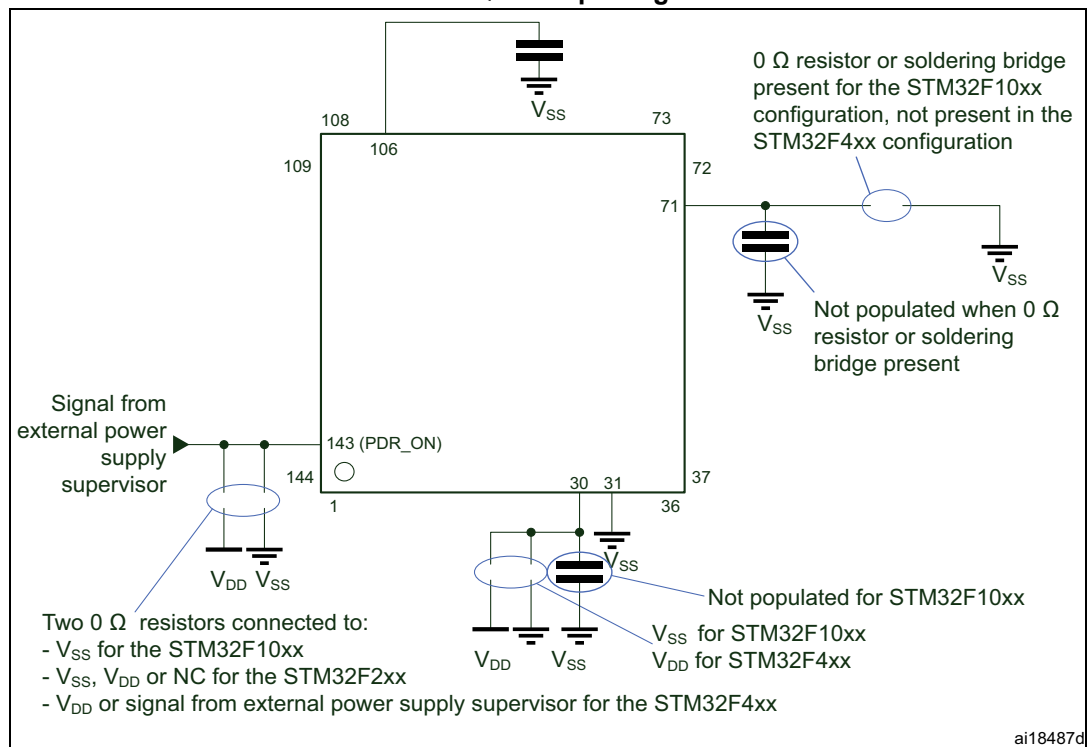 0 Ω resistor or soldering bridge
present for the STM32F10xx
configuration, not present in the
STM32F4xx configuration
V_SS
108
73
106
109
72
71
V_SS
V_SS
Not populated when 0 Ω
resistor or soldering
bridge present
Signal from
external power
supply
supervisor
143 (PDR_ON)
144
1
30
31
36
37
V_SS
V_DD V_SS
Not populated for STM32F10xx
V_SS for STM32F10xx
V_DD for STM32F4xx
V_DD
V_SS
Two 0 Ω resistors connected to:
- V_SS for the STM32F10xx
- V_SS, V_DD or NC for the STM32F2xx
- V_DD or signal from external power supply supervisor for the STM32F4xx
ai18487d